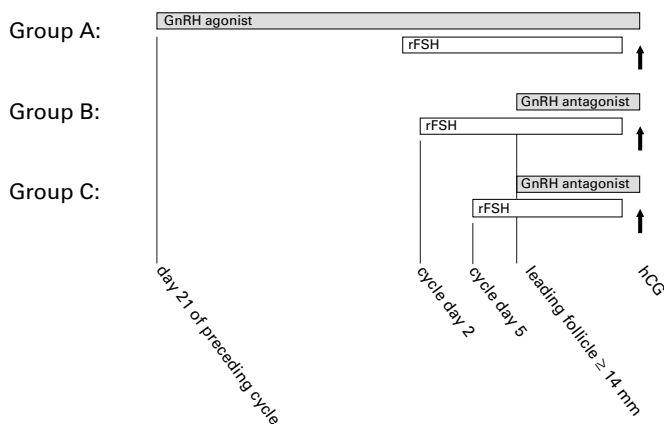 Group A:
GnRH agonist
rFSH
Group B:
GnRH antagonist
rFSH
Group C:
GnRH antagonist
rFSH
day 21 of preceding cycle
cycle day 2
cycle day 5
leading follicle ≥ 14 mm
hCG